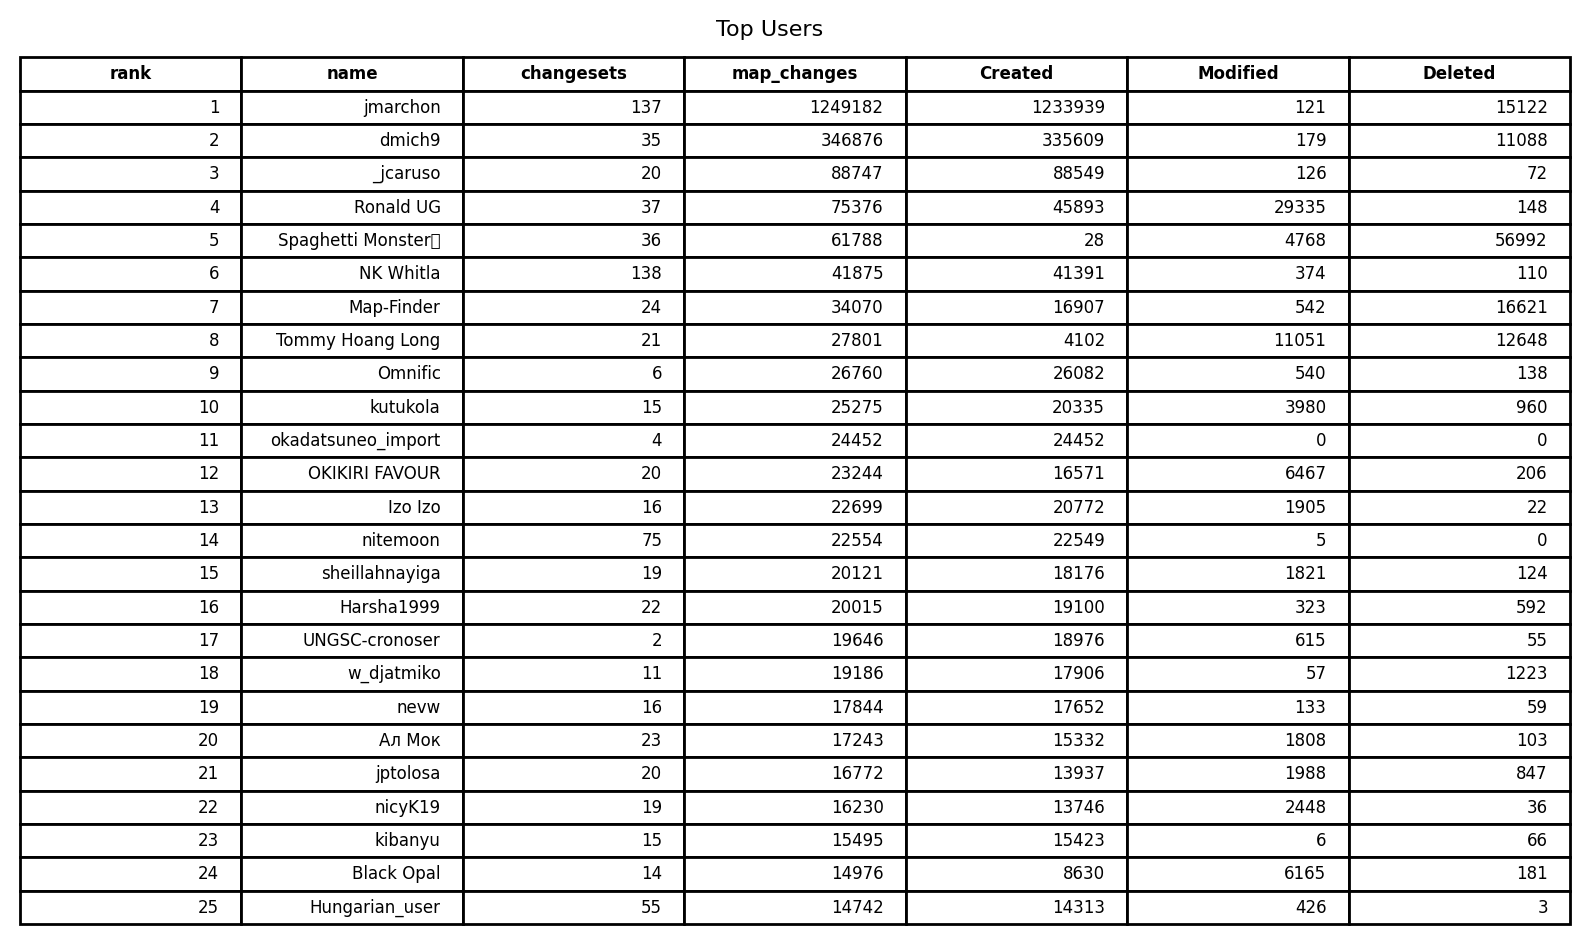 Top Users
rank name changesets map_changes Created Modified Deleted
1 jmarchon 137 1249182 1233939 121 15122
2 dmich9 35 346876 335609 179 11088
3 _jcaruso 20 88747 88549 126 72
4 Ronald UG 37 75376 45893 29335 148
5 Spaghetti Monster 36 61788 28 4768 56992
6 NK Whitla 138 41875 41391 374 110
7 Map-Finder 24 34070 16907 542 16621
8 Tommy Hoang Long 21 27801 4102 11051 12648
9 Omnific 6 26760 26082 540 138
10 kutukola 15 25275 20335 3980 960
11 okadatsuneo_import 4 24452 24452 0 0
12 OKIKIRI FAVOUR 20 23244 16571 6467 206
13 Izo Izo 16 22699 20772 1905 22
14 nitemoon 75 22554 22549 5 0
15 sheillahnayiga 19 20121 18176 1821 124
16 Harsha1999 22 20015 19100 323 592
17 UNGSC-cronoser 2 19646 18976 615 55
18 w_djatmiko 11 19186 17906 57 1223
19 nevw 16 17844 17652 133 59
20 Ал Мок 23 17243 15332 1808 103
21 jptolosa 20 16772 13937 1988 847
22 nicyK19 19 16230 13746 2448 36
23 kibanyu 15 15495 15423 6 66
24 Black Opal 14 14976 8630 6165 181
25 Hungarian_user 55 14742 14313 426 3